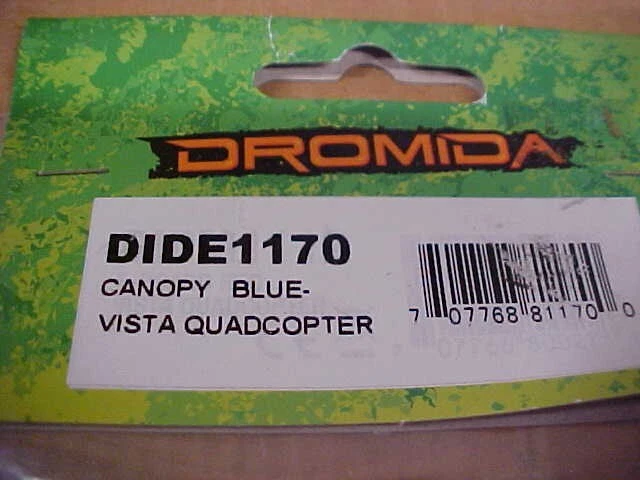 DROMIDA
DIDE1170
CANOPY BLUE-
VISTA QUADCOPTER
7 07768 81170 0